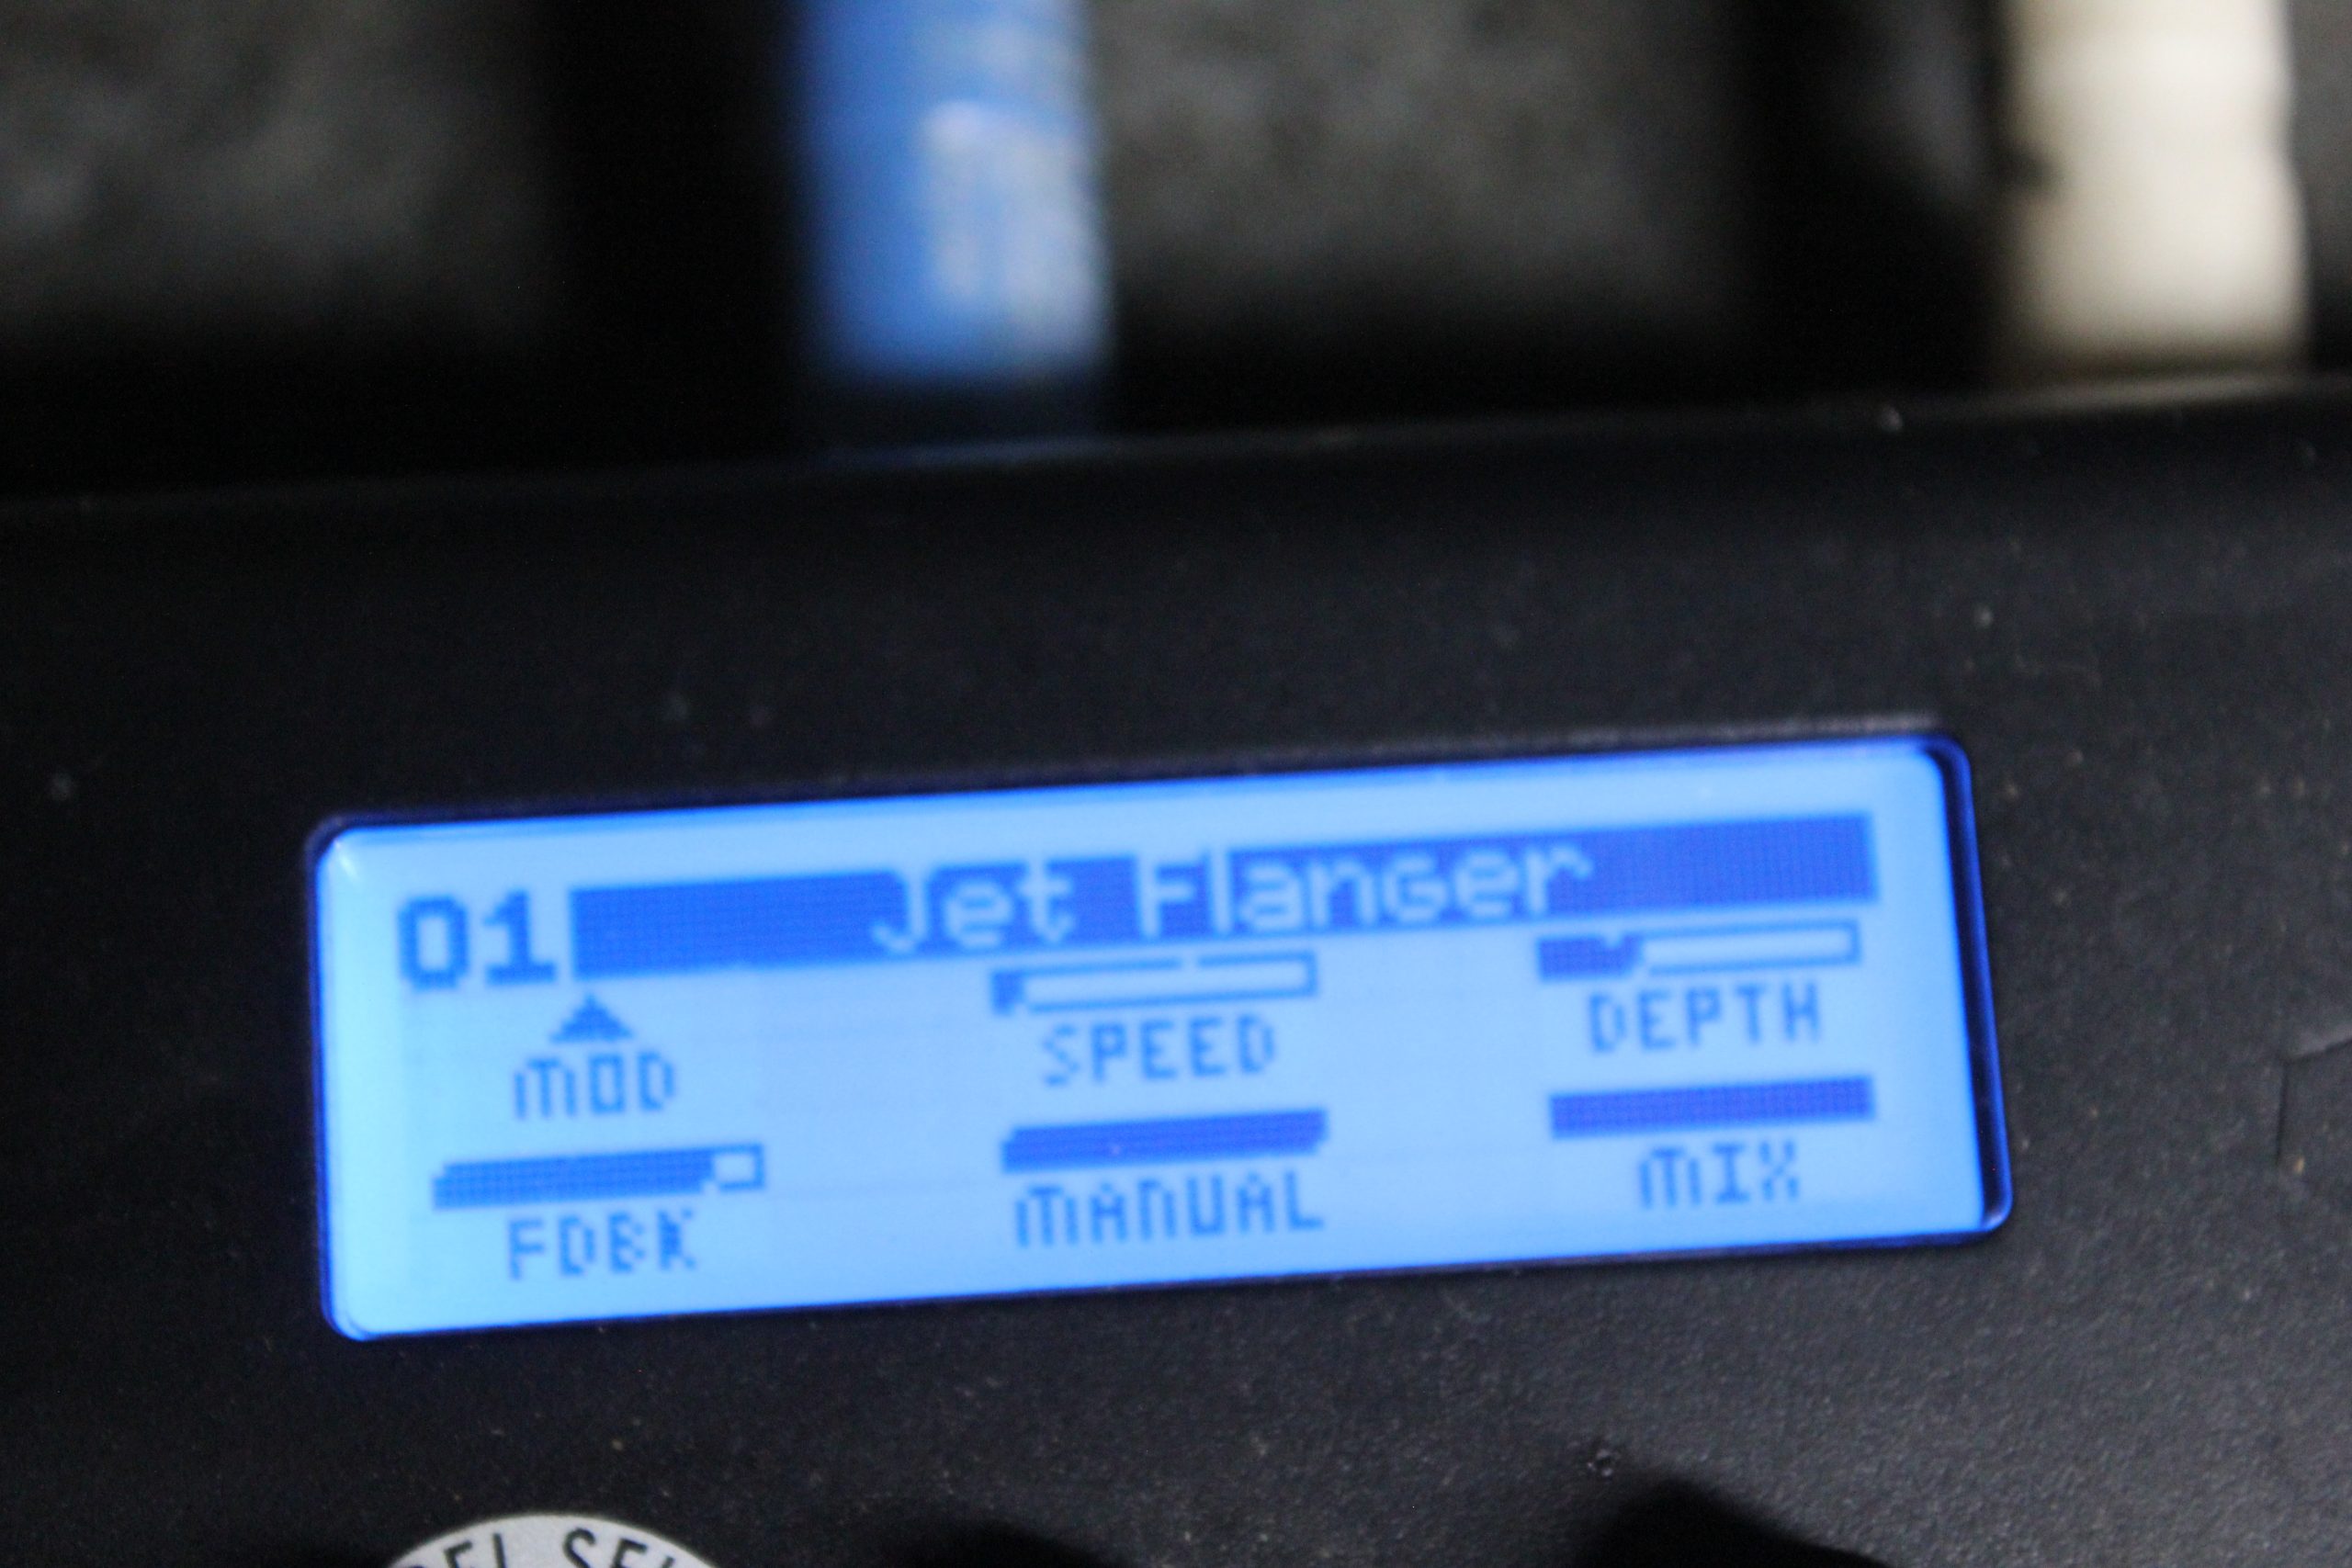 01 Jet Flanger
MOD SPEED DEPTH
FDBK MANUAL MIX